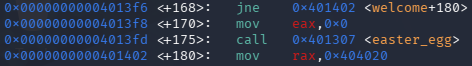 0x00000000004013f6 <+168>: jne 0x401402 <welcome+180>
0x00000000004013f8 <+170>: mov eax,0x0
0x00000000004013fd <+175>: call 0x401307 <easter_egg>
0x0000000000401402 <+180>: mov rax,0x404020